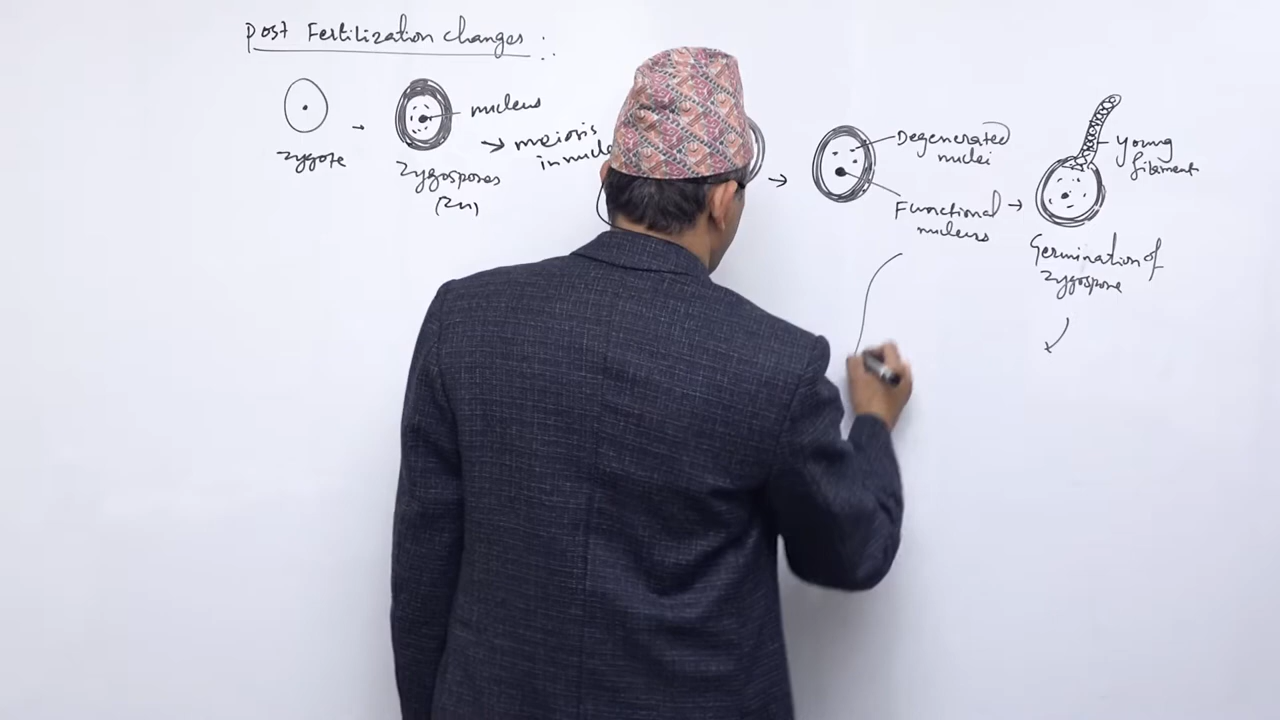 Post Fertilization changes :
nucleus
zygote
→ meiosis
in nucle
Zygospores
(2n)
Degenerated
nuclei
Functional
nucleus
young
filament
Germination of
zygospore